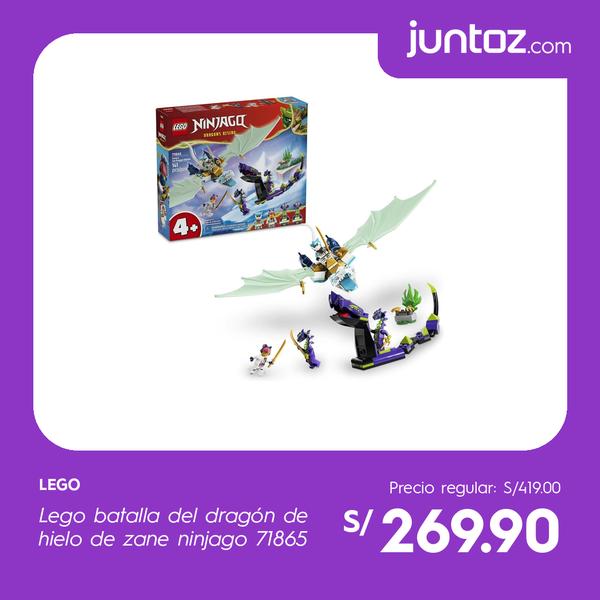 juntoz.com
LEGO
NINJAGO
DRAGONS RISING
4+
LEGO
Lego batalla del dragón de
hielo de zane ninjago 71865
Precio regular: S/419.00
S/ 269.90